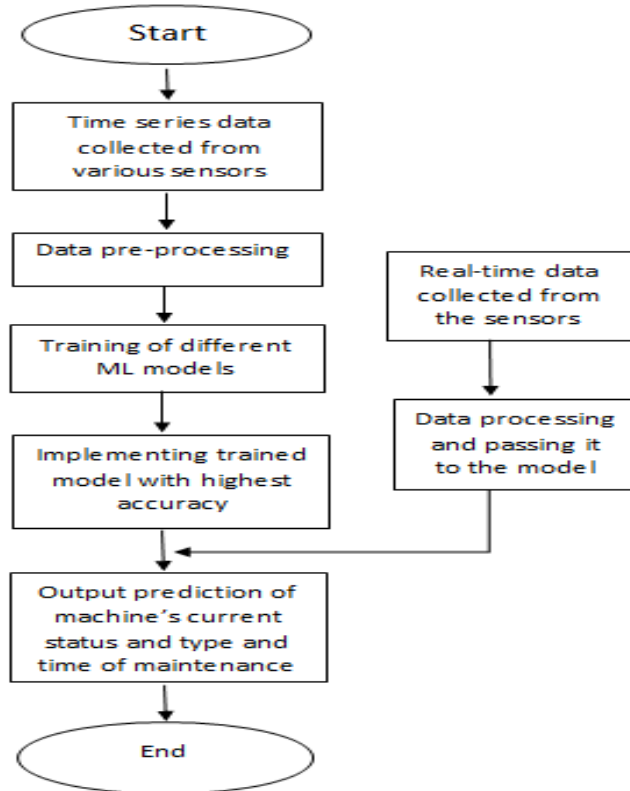 Start
Time series data
collected from
various sensors
Data pre-processing
Training of different
ML models
Implementing trained
model with highest
accuracy
Real-time data
collected from
the sensors
Data processing
and passing it
to the model
Output prediction of
machine’s current
status and type and
time of maintenance
End